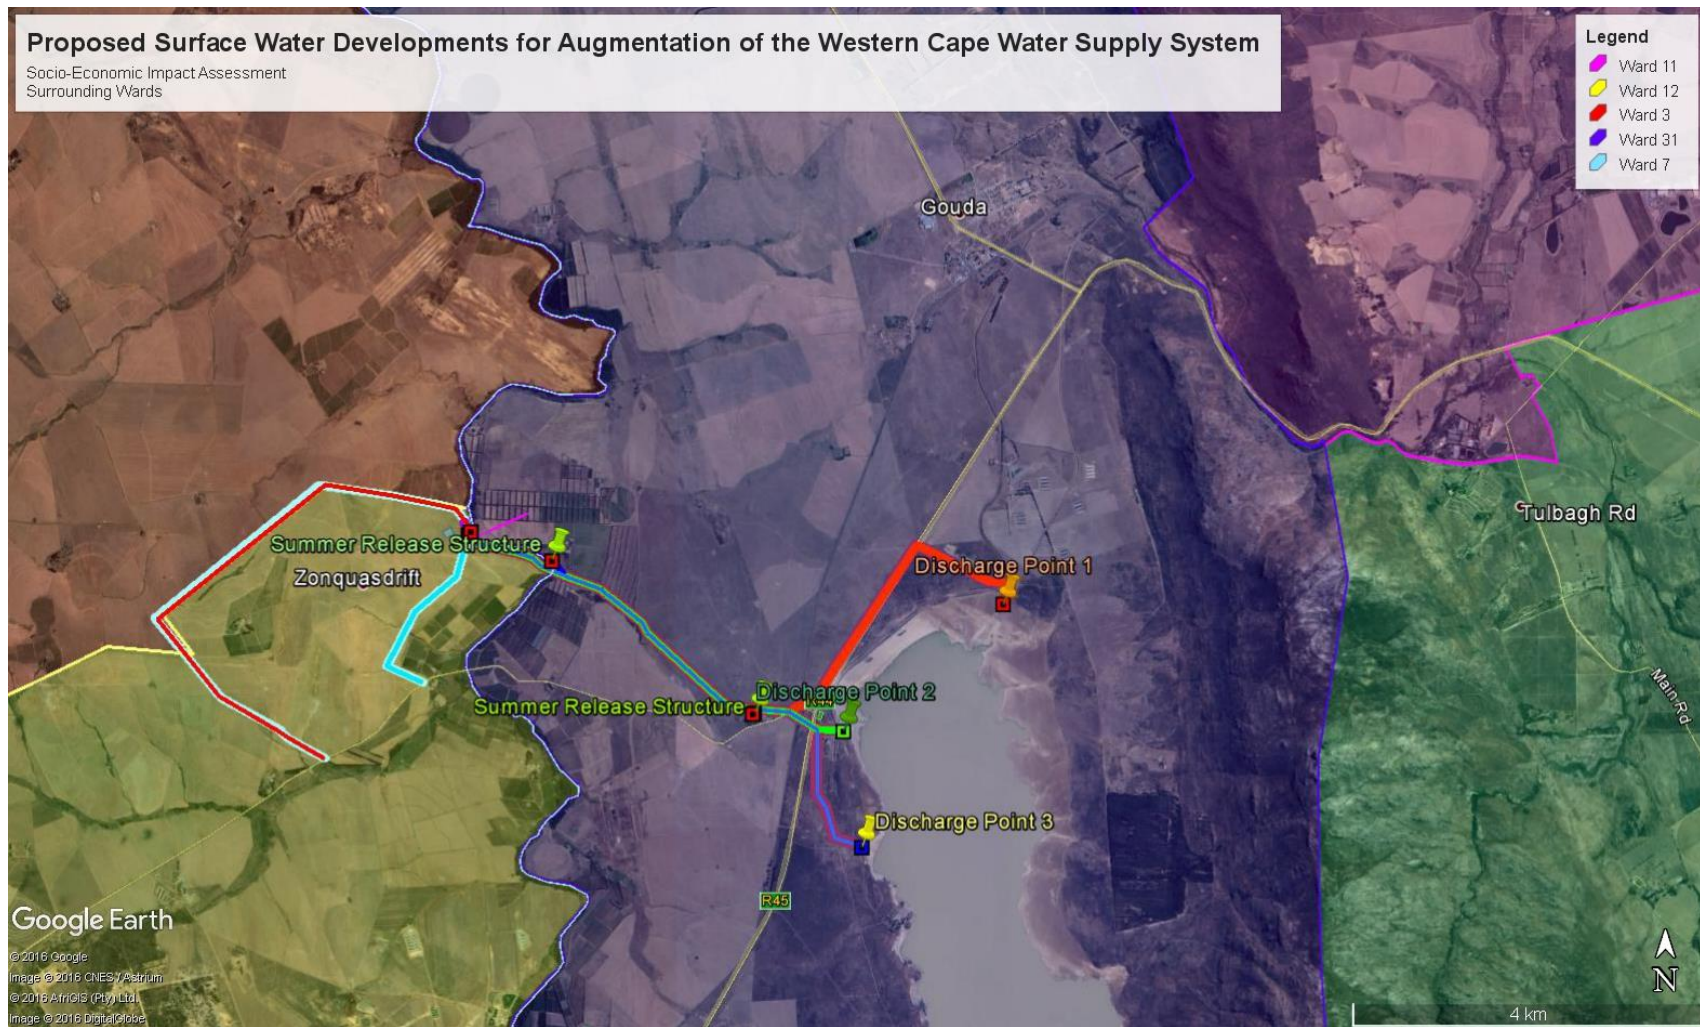 Proposed Surface Water Developments for Augmentation of the Western Cape Water Supply System
Socio-Economic Impact Assessment
Surrounding Wards
Legend
Ward 11
Ward 12
Ward 3
Ward 31
Ward 7
Gouda
Tulbagh Rd
Summer Release Structure
Zonquasdrift
Discharge Point 1
Discharge Point 2
Summer Release Structure
R44
Main Rd
Discharge Point 3
R45
Google Earth
© 2016 Google
Image © 2016 CNES / Astrium
© 2016 AfriGIS (Pty) Ltd.
Image © 2016 DigitalGlobe
N
4 km